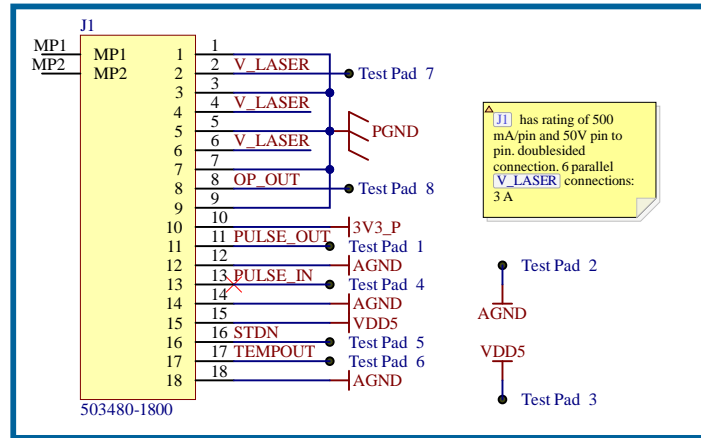 J1
MP1 MP1 1 1
MP2 MP2 2 2 V_LASER Test Pad 7
3 3
4 4 V_LASER
5 5 PGND
6 6 V_LASER
7 7
8 8 OP_OUT Test Pad 8
9 9
10 10 3V3_P
11 11 PULSE_OUT Test Pad 1
12 12 AGND
13 13 PULSE_IN Test Pad 4
14 14 AGND
15 15 VDD5
16 16 STDN Test Pad 5
17 17 TEMPOUT Test Pad 6
18 18 AGND
503480-1800
J1 has rating of 500
mA/pin and 50V pin to
pin. doublesided
connection. 6 parallel
V_LASER connections:
3 A
Test Pad 2
AGND
VDD5
Test Pad 3